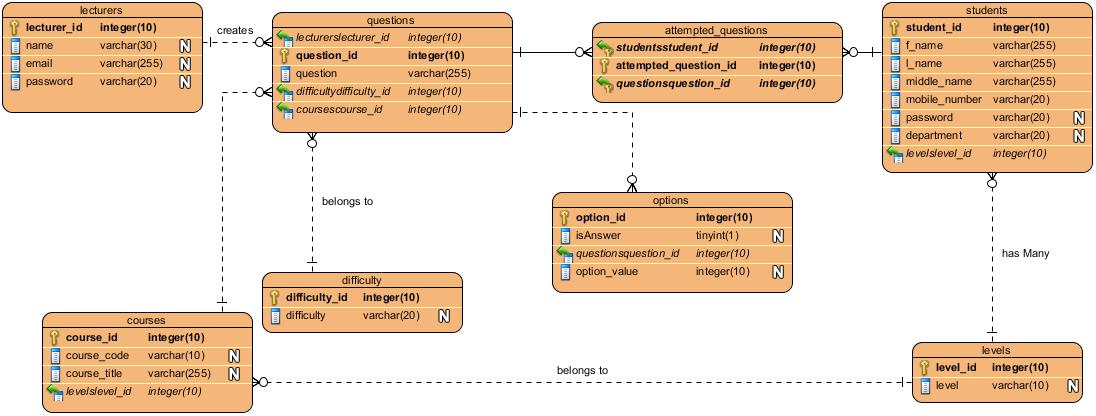 lecturers
lecturer_id integer(10)
name varchar(30) N
email varchar(255) N
password varchar(20) N
creates
questions
lecturerslecturer_id integer(10)
question_id integer(10)
question varchar(255)
difficultydifficulty_id integer(10)
coursescourse_id integer(10)
attempted_questions
studentsstudent_id integer(10)
attempted_question_id integer(10)
questionsquestion_id integer(10)
students
student_id integer(10)
f_name varchar(255)
l_name varchar(255)
middle_name varchar(255)
mobile_number varchar(20)
password varchar(20) N
department varchar(20) N
levelslevel_id integer(10)
belongs to
options
option_id integer(10)
isAnswer tinyint(1) N
questionsquestion_id integer(10)
option_value integer(10) N
has Many
difficulty
difficulty_id integer(10)
difficulty varchar(20) N
courses
course_id integer(10)
course_code varchar(10) N
course_title varchar(255) N
levelslevel_id integer(10)
belongs to
levels
level_id integer(10)
level varchar(10) N